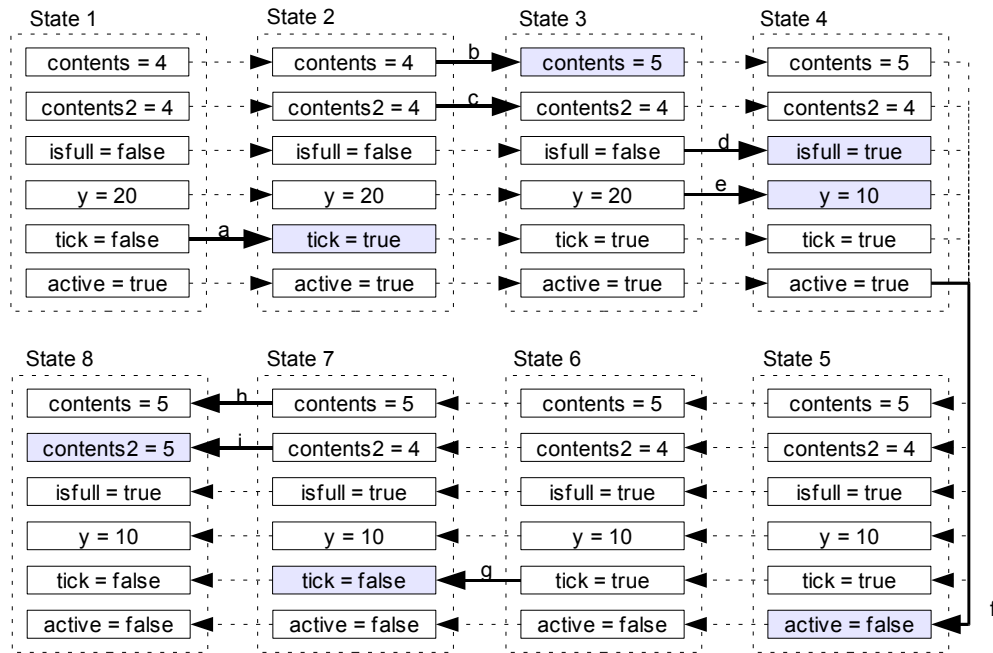 State 1
State 2
State 3
State 4
contents = 4
contents = 4
b
contents = 5
contents = 5
contents2 = 4
contents2 = 4
c
contents2 = 4
contents2 = 4
isfull = false
isfull = false
isfull = false
d
isfull = true
y = 20
y = 20
y = 20
e
y = 10
tick = false
a
tick = true
tick = true
tick = true
active = true
active = true
active = true
active = true
State 8
State 7
State 6
State 5
contents = 5
h
contents = 5
contents = 5
contents = 5
contents2 = 5
i
contents2 = 4
contents2 = 4
contents2 = 4
isfull = true
isfull = true
isfull = true
isfull = true
y = 10
y = 10
y = 10
y = 10
tick = false
tick = false
g
tick = true
tick = true
active = false
active = false
active = false
active = false
f